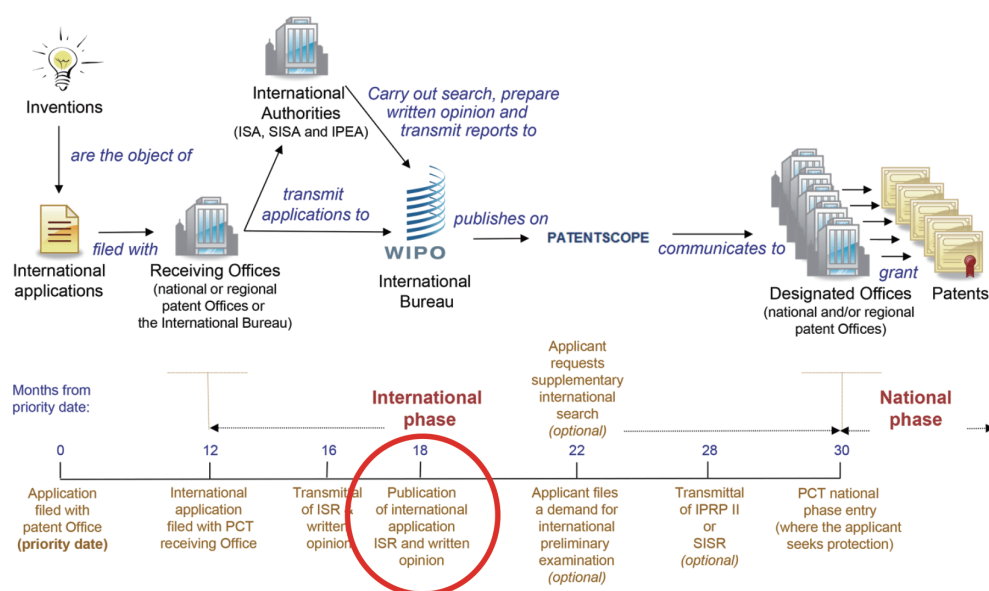 Inventions
are the object of
International
applications
filed with
Receiving Offices
(national or regional
patent Offices or
the International Bureau)
International
Authorities
(ISA, SISA and IPEA)
transmit
applications to
Carry out search, prepare
written opinion and
transmit reports to
WIPO
International
Bureau
publishes on
PATENTSCOPE
communicates to
Designated Offices
(national and/or regional
patent Offices)
grant
Patents
Months from
priority date:
International
phase
Applicant
requests
supplementary
international
search
(optional)
National
phase
0
12
16
18
22
28
30
Application
filed with
patent Office
(priority date)
International
application
filed with PCT
receiving Office
Transmittal
of ISR &
written
opinion
Publication
of international
application
ISR and written
opinion
Applicant files
a demand for
international
preliminary
examination
(optional)
Transmittal
of IPRP II
or
SISR
(optional)
PCT national
phase entry
(where the applicant
seeks protection)